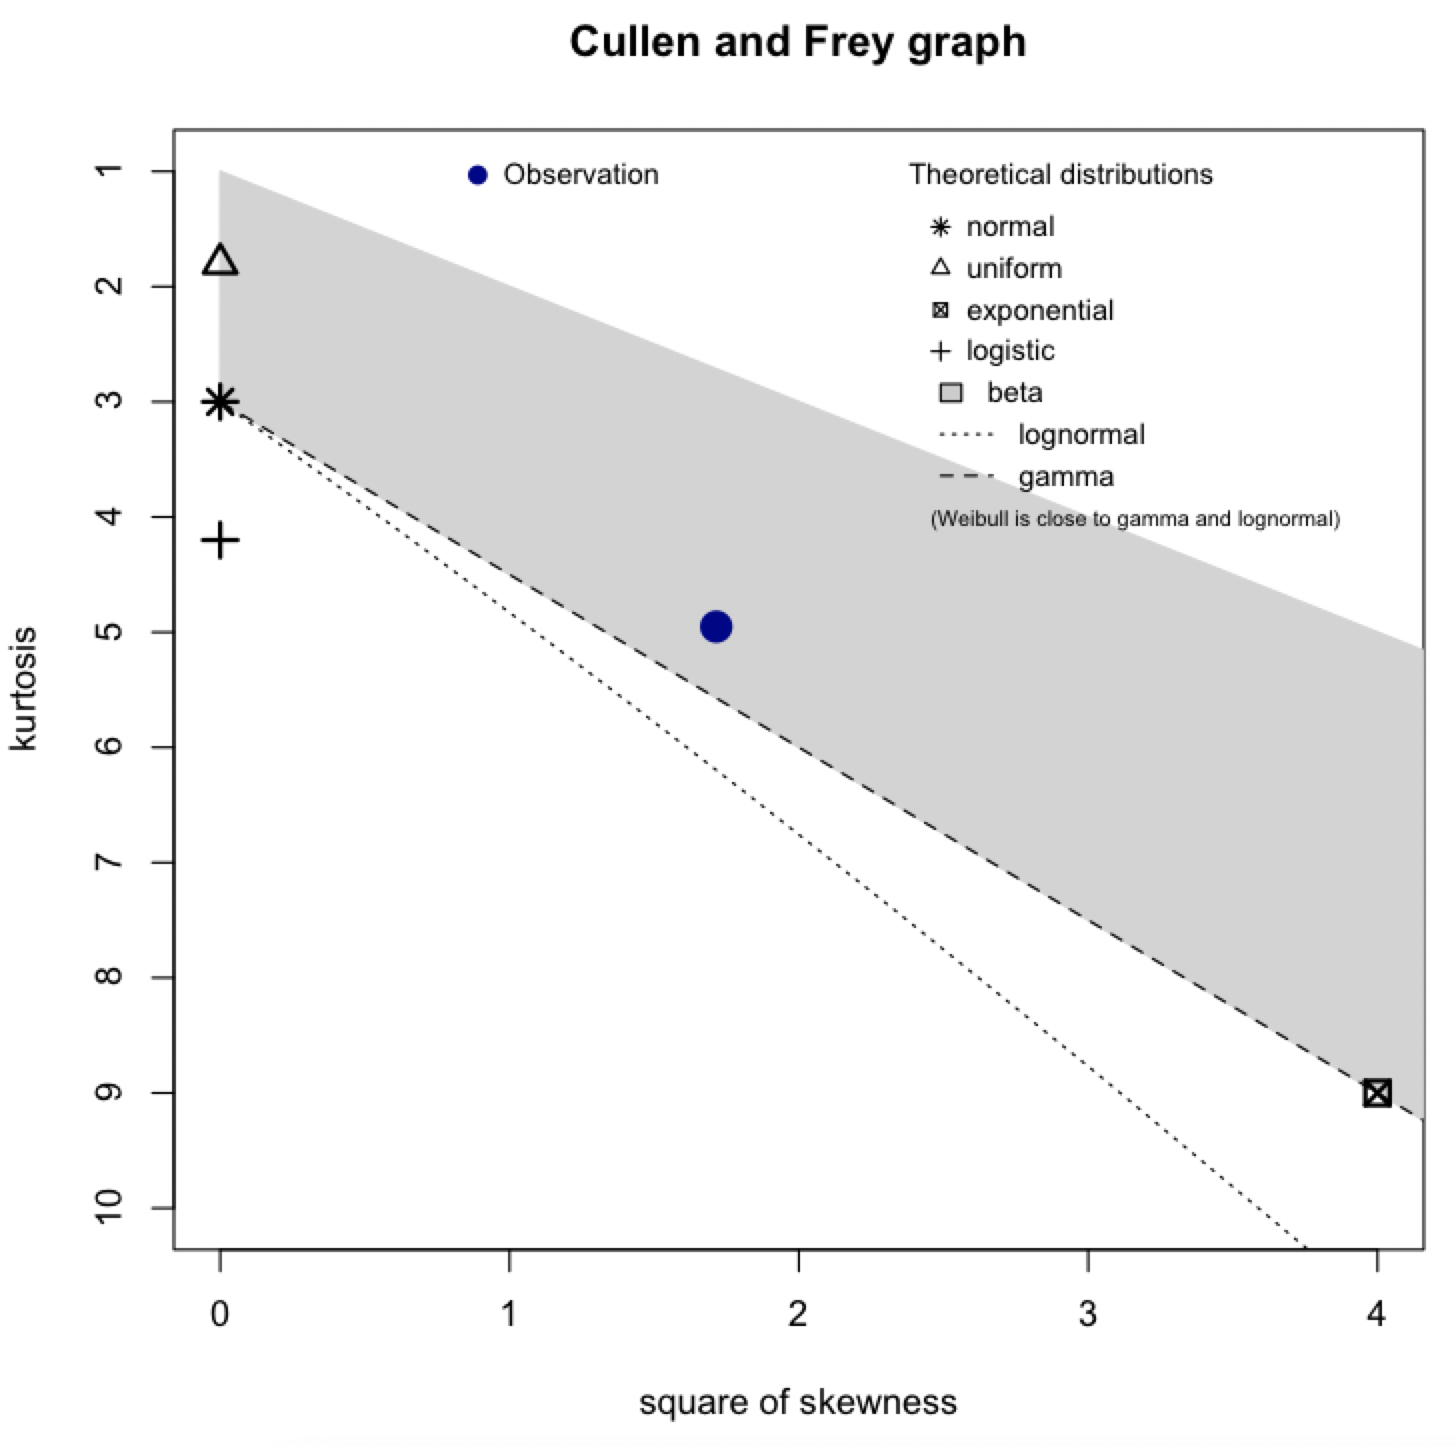 Cullen and Frey graph
Observation
Theoretical distributions
normal
uniform
exponential
logistic
beta
lognormal
gamma
(Weibull is close to gamma and lognormal)
kurtosis
1
2
3
4
5
6
7
8
9
10
0 1 2 3 4
square of skewness